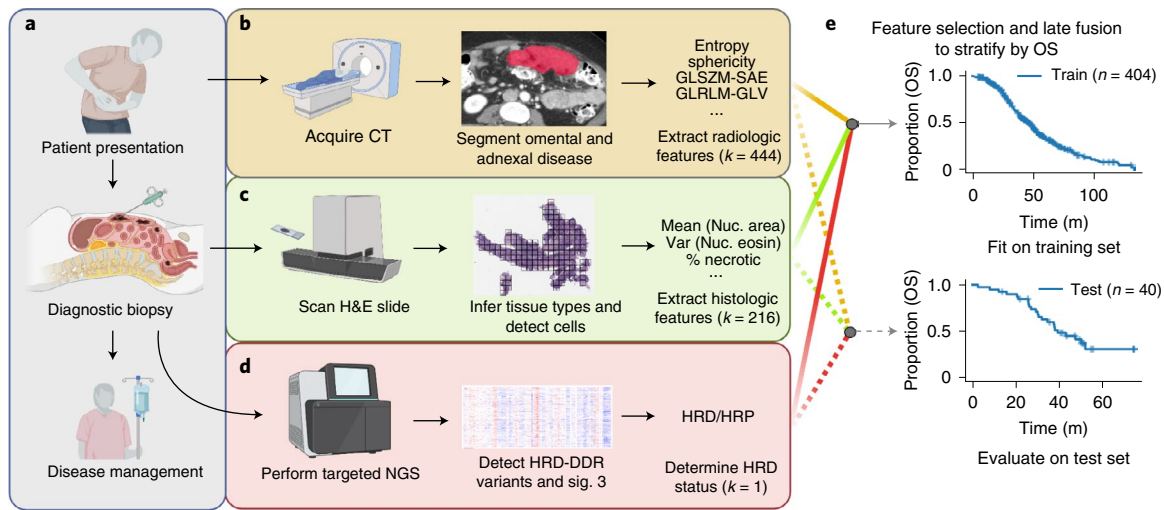 a
Patient presentation
Diagnostic biopsy
Disease management
b
Acquire CT
Segment omental and
adnexal disease
Entropy
sphericity
GLSZM-SAE
GLRLM-GLV
...
Extract radiologic
features (k = 444)
c
Scan H&E slide
Infer tissue types and
detect cells
Mean (Nuc. area)
Var (Nuc. eosin)
% necrotic
...
Extract histologic
features (k = 216)
d
Perform targeted NGS
Detect HRD-DDR
variants and sig. 3
HRD/HRP
Determine HRD
status (k = 1)
e
Feature selection and late fusion
to stratify by OS
Proportion (OS)
1.0
0.5
0
Train (n = 404)
0
50
100
Time (m)
Fit on training set
Proportion (OS)
1.0
0.5
0
Test (n = 40)
0
20
40
60
Time (m)
Evaluate on test set